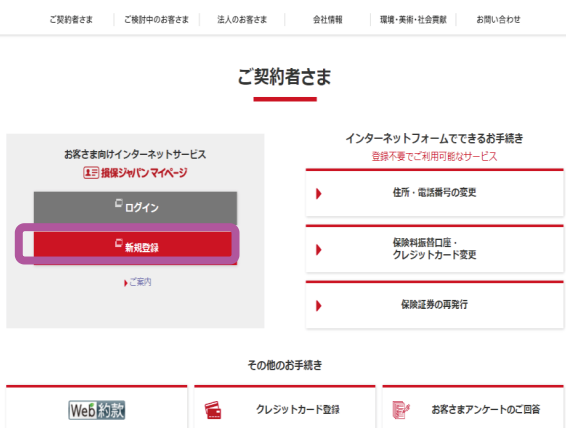 ご契約者さま ご検討中のお客さま 法人のお客さま 会社情報 環境・美術・社会貢献 お問い合わせ
ご契約者さま
お客さま向けインターネットサービス
損保ジャパン マイページ
ログイン
新規登録
ご案内
インターネットフォームでできるお手続き
登録不要でご利用可能なサービス
住所・電話番号の変更
保険料振替口座・
クレジットカード変更
保険証券の再発行
その他のお手続き
Web約款 クレジットカード登録 お客さまアンケートのご回答